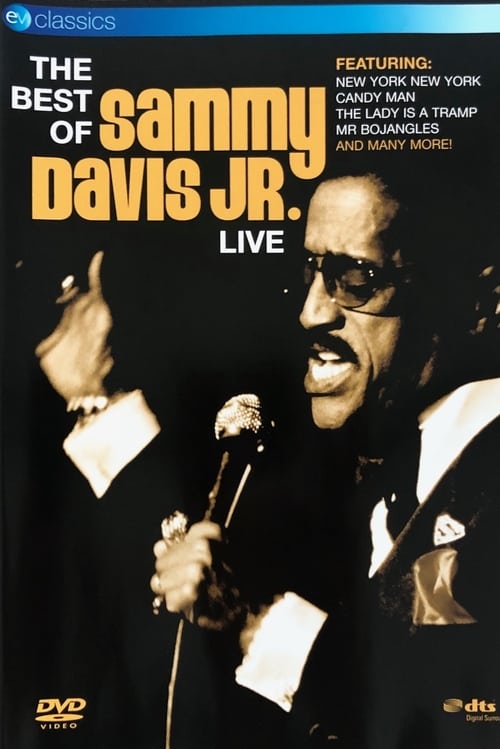 ev classics
THE
BEST
OF
sammy
DAVIS JR.
LIVE
FEATURING:
NEW YORK NEW YORK
CANDY MAN
THE LADY IS A TRAMP
MR BOJANGLES
AND MANY MORE!
DVD
VIDEO
dts
Digital